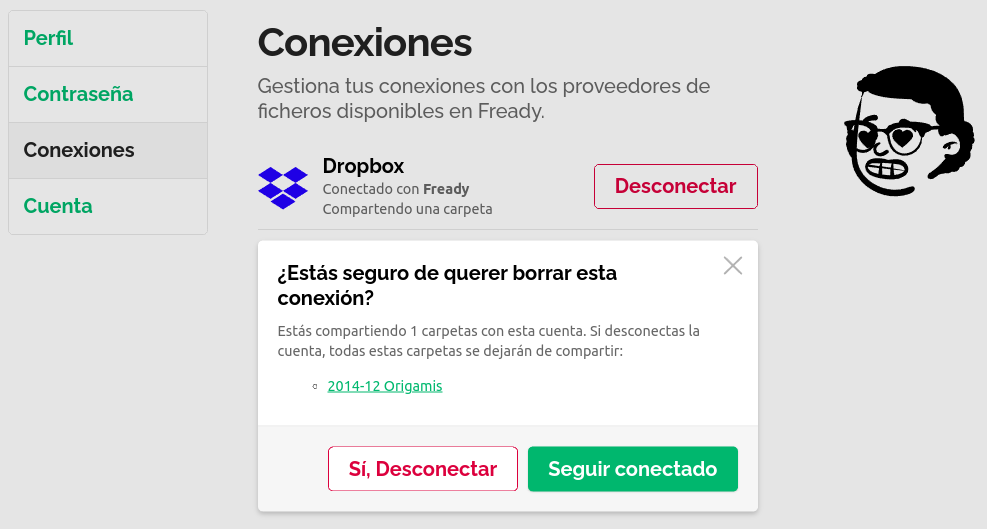 Perfil
Contraseña
Conexiones
Cuenta
Conexiones
Gestiona tus conexiones con los proveedores de
ficheros disponibles en Fready.
Dropbox
Conectado con Fready
Compartendo una carpeta
Desconectar
¿Estás seguro de querer borrar esta
conexión?
Estás compartiendo 1 carpetas con esta cuenta. Si desconectas la
cuenta, todas estas carpetas se dejarán de compartir:
2014-12 Origamis
Sí, Desconectar
Seguir conectado